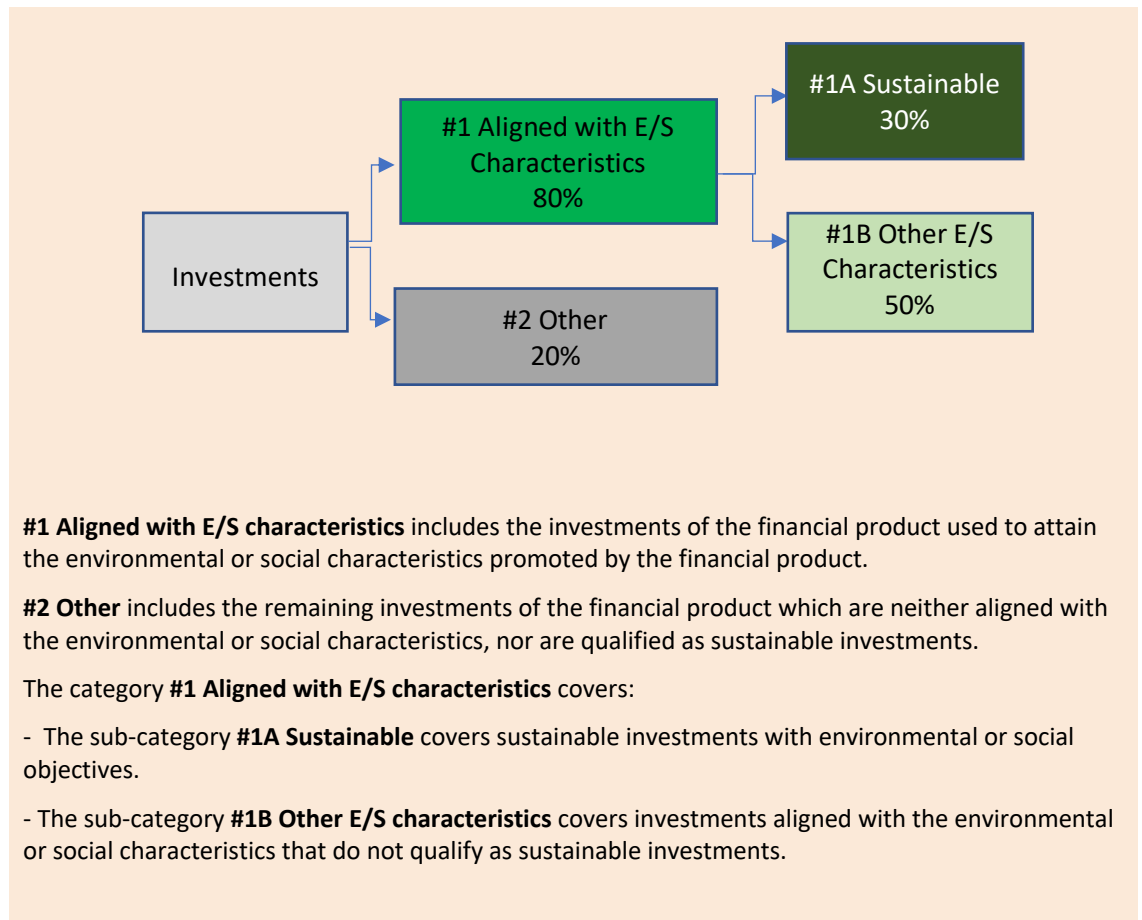 #1A Sustainable
30%
#1 Aligned with E/S
Characteristics
80%
#1B Other E/S
Characteristics
50%
Investments
#2 Other
20%
#1 Aligned with E/S characteristics includes the investments of the financial product used to attain
the environmental or social characteristics promoted by the financial product.
#2 Other includes the remaining investments of the financial product which are neither aligned with
the environmental or social characteristics, nor are qualified as sustainable investments.
The category #1 Aligned with E/S characteristics covers:
- The sub-category #1A Sustainable covers sustainable investments with environmental or social
objectives.
- The sub-category #1B Other E/S characteristics covers investments aligned with the environmental
or social characteristics that do not qualify as sustainable investments.